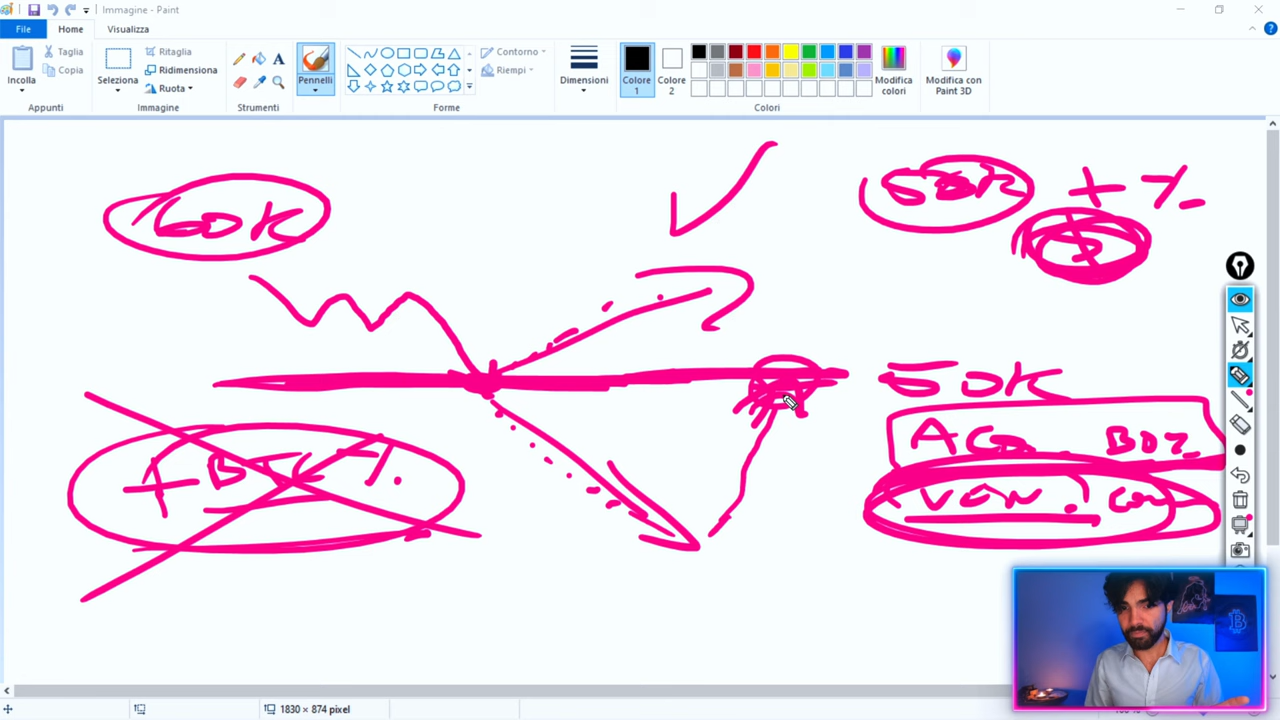 Immagine - Paint
File
Home
Visualizza
Incolla
Taglia
Copia
Appunti
Seleziona
Ritaglia
Ridimensiona
Ruota
Immagine
Strumenti
Pennelli
Forme
Contorno
Riempi
Dimensioni
Colore 1
Colore 2
Colori
Modifica colori
Modifica con Paint 3D
60K
+ %
50K
+ BTC %.
1830 × 874 pixel